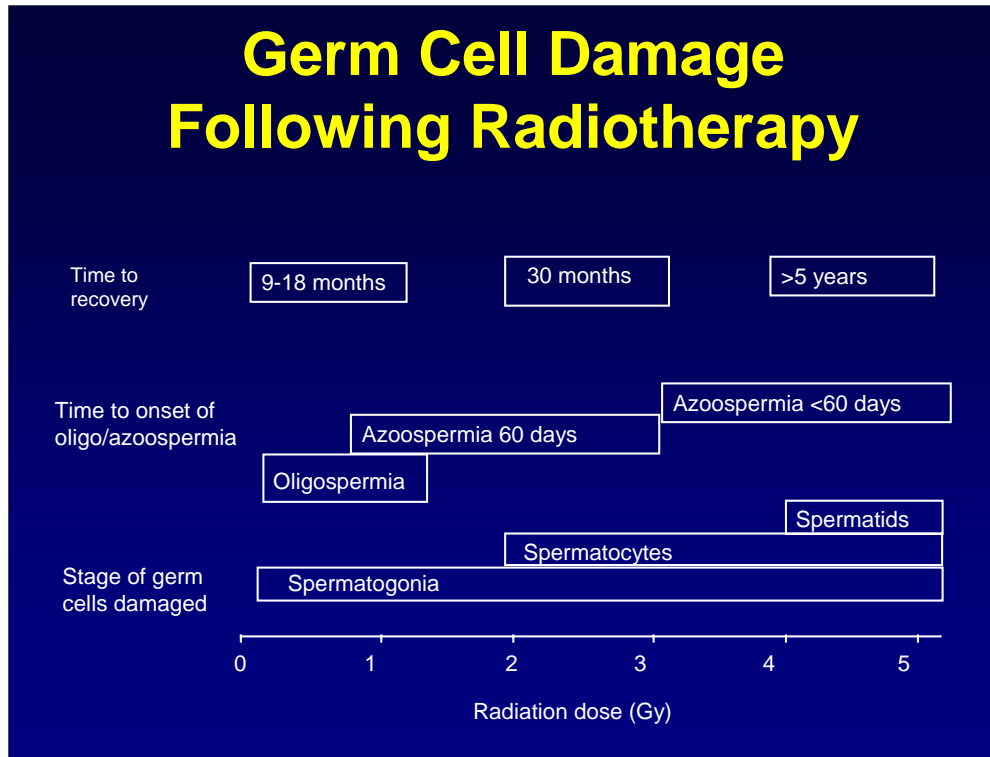 Germ Cell Damage
Following Radiotherapy
Time to
recovery
9-18 months
30 months
>5 years
Time to onset of
oligo/azoospermia
Azoospermia <60 days
Azoospermia 60 days
Oligospermia
Stage of germ
cells damaged
Spermatids
Spermatocytes
Spermatogonia
0 1 2 3 4 5
Radiation dose (Gy)